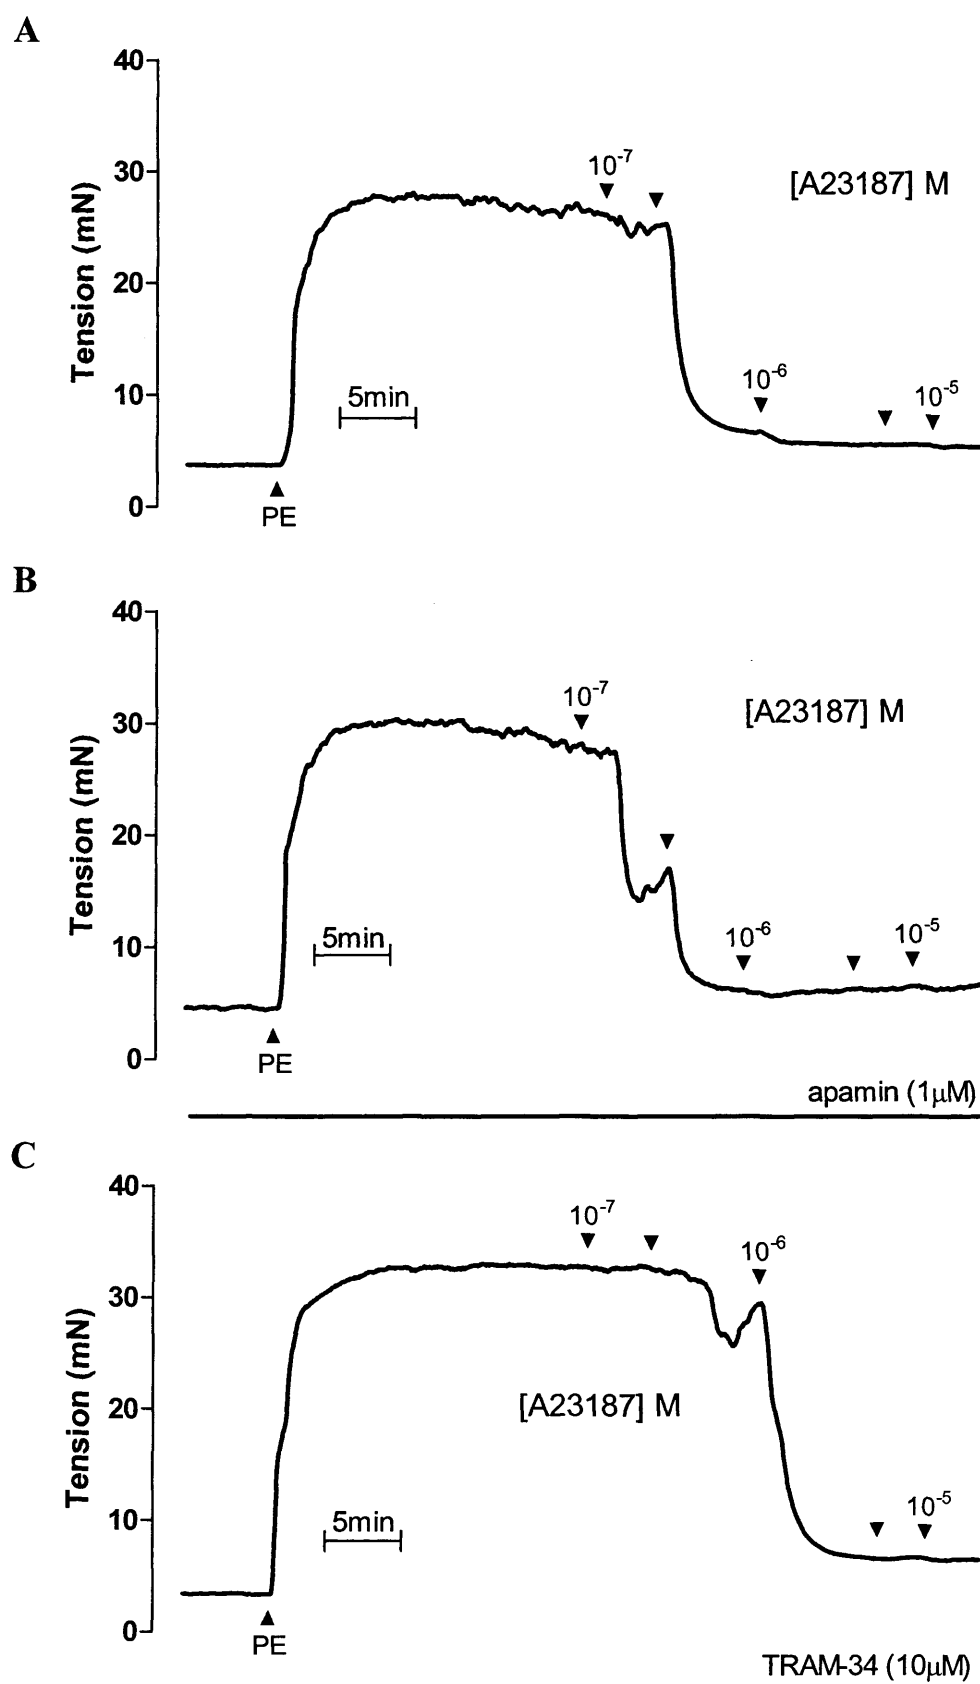 A
40
30
20
10
0
Tension (mN)
10-7
[A23187] M
10-6
10-5
5min
PE
B
40
30
20
10
0
Tension (mN)
10-7
[A23187] M
10-6
10-5
5min
PE
apamin (1µM)
C
40
30
20
10
0
Tension (mN)
10-7
10-6
[A23187] M
10-5
5min
PE
TRAM-34 (10µM)